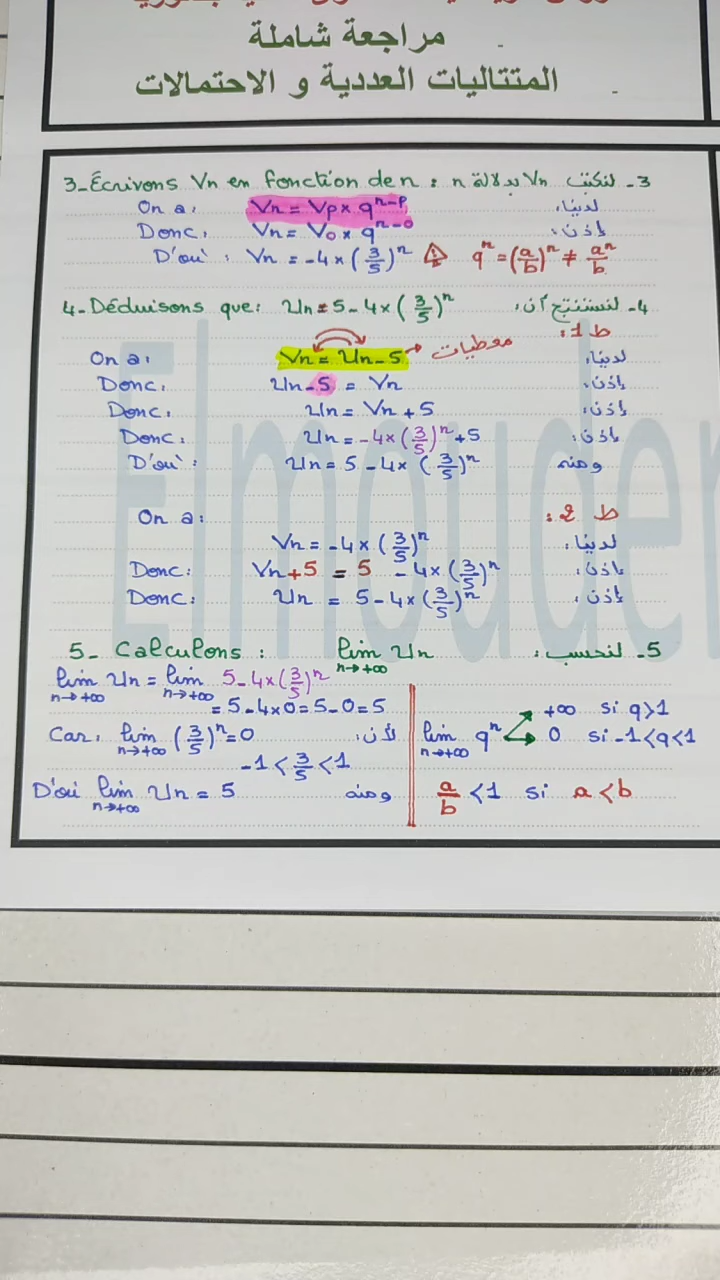 مراجعة شاملة
المتتاليات العددية و الاحتمالات
3-Écrivons Vn en fonction de n : n لنكتب Vn بدلالة -3
On a: Vn = Vp × q^(n-p) لدينا:
Donc: Vn = V0 × q^(n-0) إذن:
D'où : Vn = -4 × (3/5)^n ⚠ q^n = (a/b)^n ≠ a^n/b
4-Déduisons que: Un = 5 - 4 × (3/5)^n لنستنتج أن: -4
ط 1:
On a: Vn = Un - 5 → معطيات لدينا:
Donc: Un - 5 = Vn إذن:
Donc: Un = Vn + 5 إذن:
Donc: Un = -4 × (3/5)^n + 5 إذن:
D'où : Un = 5 - 4 × (3/5)^n ومنه
On a: ط 2:
Vn = -4 × (3/5)^n لدينا:
Donc: Vn + 5 = 5 - 4 × (3/5)^n إذن:
Donc: Un = 5 - 4 × (3/5)^n إذن:
5- Calculons : lim Un n→+∞ لنحسب: -5
lim Un n→+∞ = lim n→+∞ 5 - 4 × (3/5)^n
= 5 - 4 × 0 = 5 - 0 = 5
Car: lim n→+∞ (3/5)^n = 0 لأن:
-1 < 3/5 < 1
D'où lim Un n→+∞ = 5 ومنه
lim q^n n→+∞
+∞ si q > 1
0 si -1 < q < 1
a/b < 1 si a < b
Elmouden